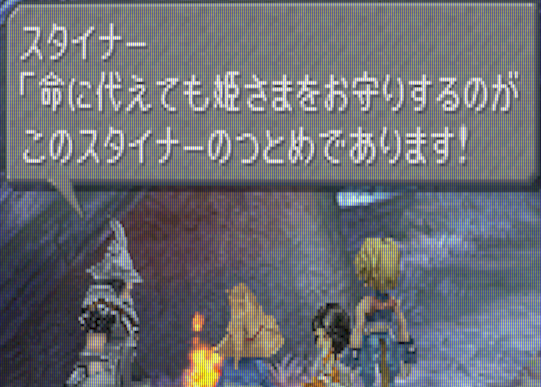 スタイナー
「命に代えても姫さまをお守りするのが
このスタイナーのつとめであります!